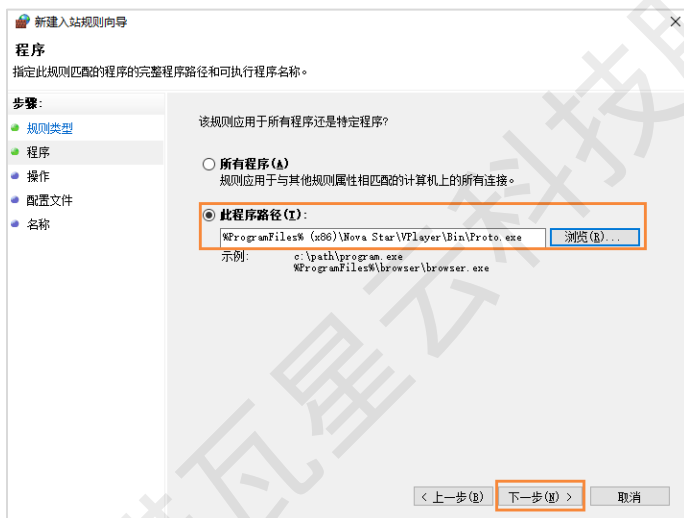 新建入站规则向导
程序
指定此规则匹配的程序的完整程序路径和可执行程序名称。
步骤:
规则类型
程序
操作
配置文件
名称
该规则应用于所有程序还是特定程序?
所有程序(A)
规则应用于与其他规则属性相匹配的计算机上的所有连接。
此程序路径(T):
%ProgramFiles% (x86)\Nova Star\VPlayer\Bin\Proto.exe 浏览(R)...
示例: c:\path\program.exe
%ProgramFiles%\browser\browser.exe
< 上一步(B) 下一步(N) > 取消
瓦星云科技